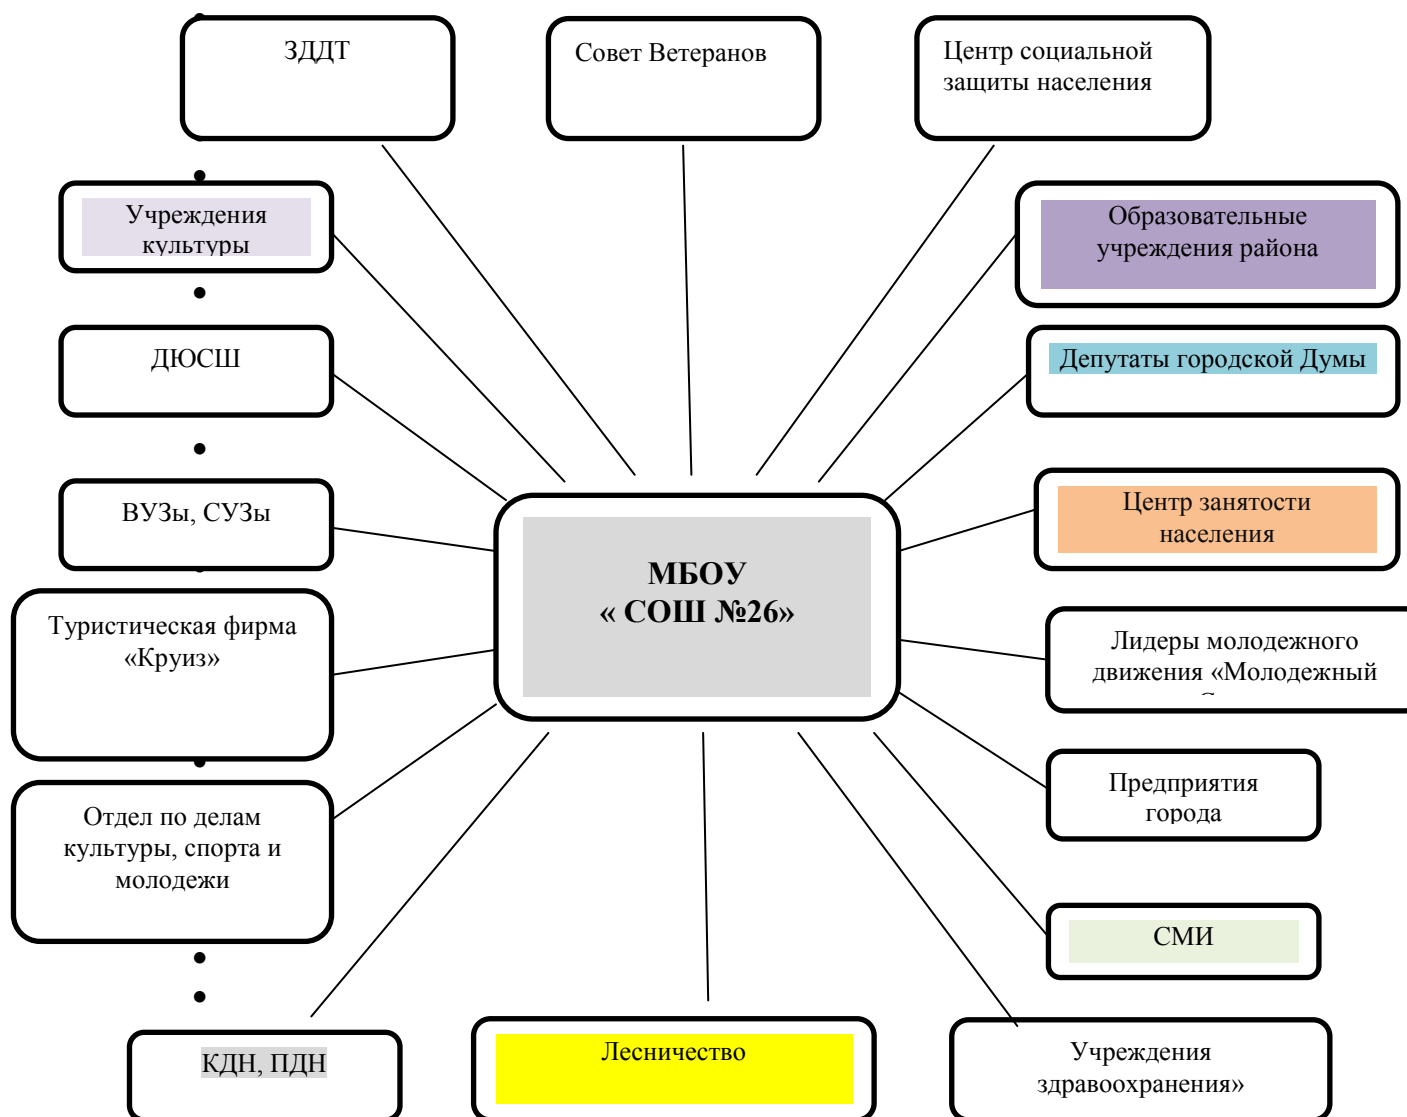 ЗДДТ
Совет Ветеранов
Центр социальной
защиты населения
Учреждения
культуры
Образовательные
учреждения района
ДЮСШ
Депутаты городской Думы
ВУЗы, СУЗы
Центр занятости
населения
МБОУ
« СОШ №26»
Туристическая фирма
«Круиз»
Лидеры молодежного
движения «Молодежный
Отдел по делам
культуры, спорта и
молодежи
Предприятия
города
СМИ
КДН, ПДН
Лесничество
Учреждения
здравоохранения»